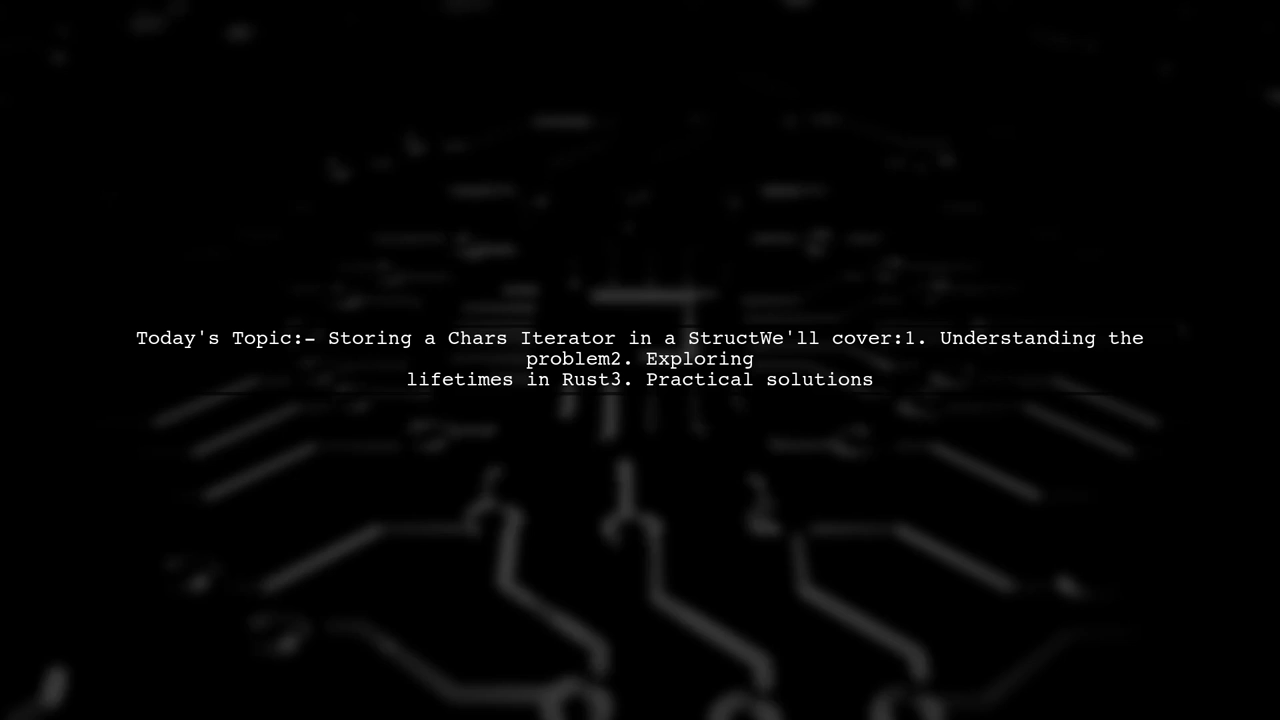 Today's Topic:- Storing a Chars Iterator in a StructWe'll cover:1. Understanding the
problem2. Exploring
lifetimes in Rust3. Practical solutions